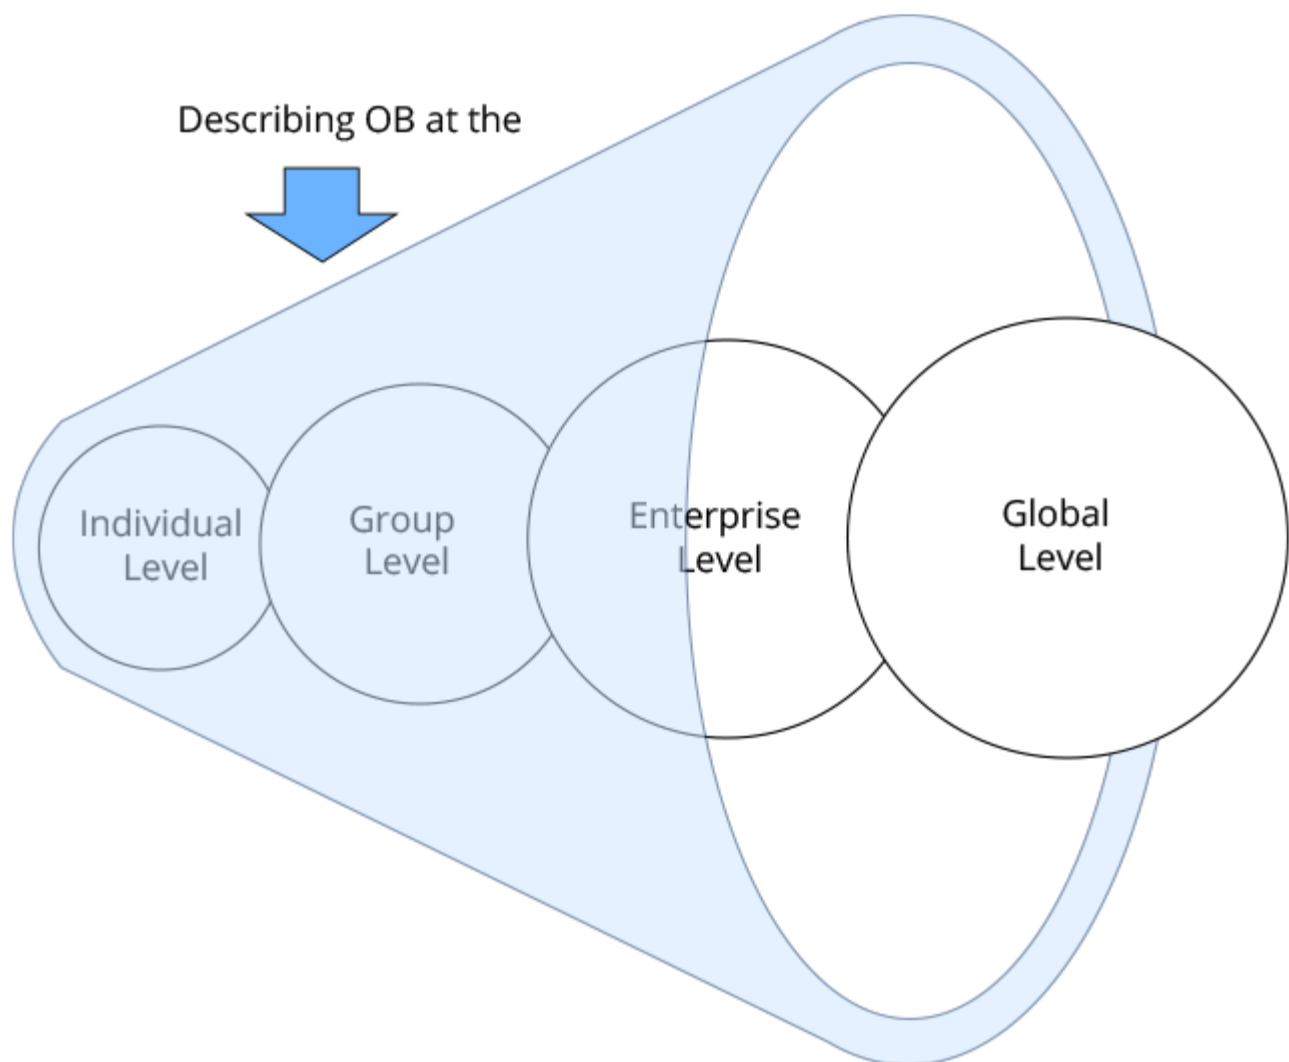 Describing OB at the
Individual
Level
Group
Level
Enterprise
Level
Global
Level